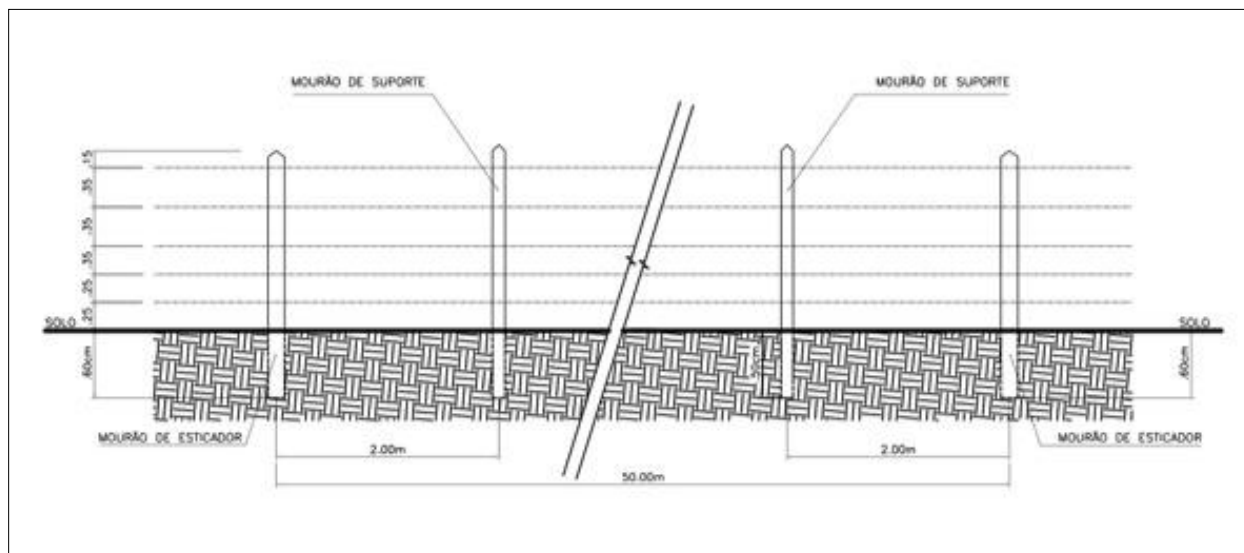 MOURÃO DE SUPORTE
MOURÃO DE SUPORTE
.15
.35
.35
.35
.25
.25
SOLO
SOLO
.60cm
.50cm
.60cm
MOURÃO DE ESTICADOR
MOURÃO DE ESTICADOR
2.00m
2.00m
50.00m